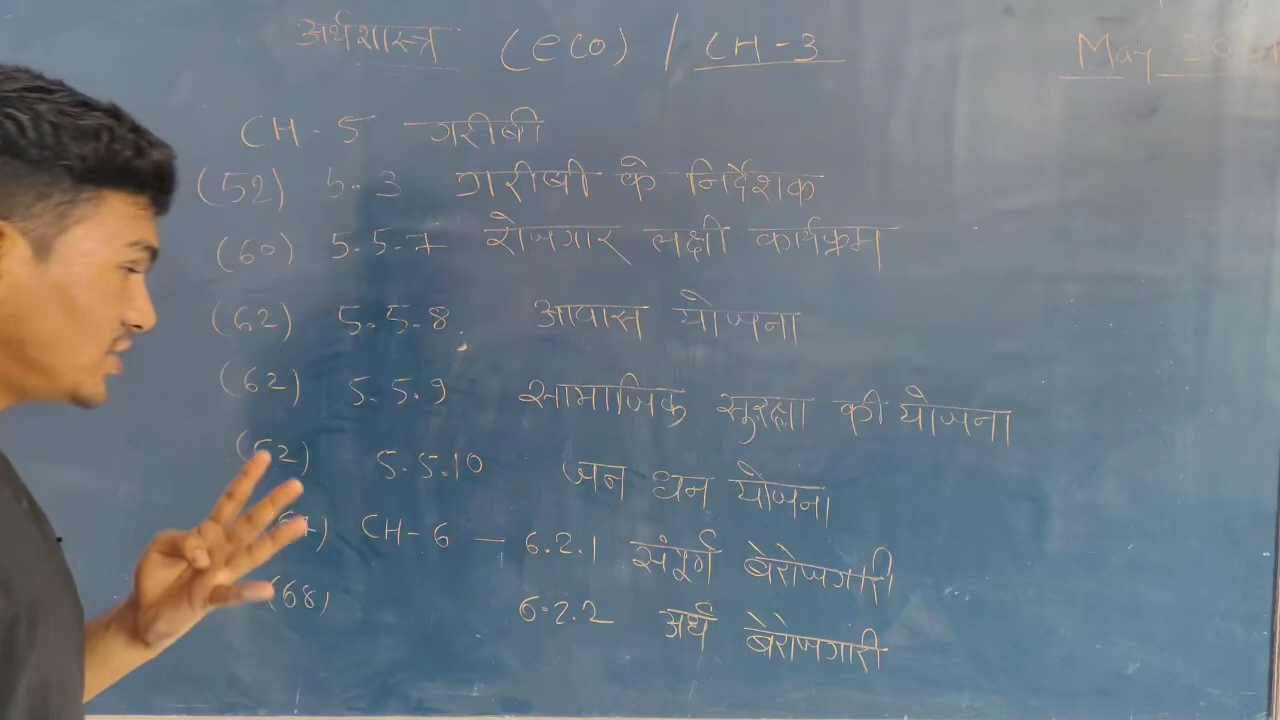 अर्थशास्त्र (eco) / CH-3 May
CH-5 गरीबी
(52) 5.3 गरीबी के निर्देशक
(60) 5.5.7 रोजगार लक्षी कार्यक्रम
(62) 5.5.8 आवास योजना
(62) 5.5.9 सामाजिक सुरक्षा की योजना
(52) 5.5.10 जन धन योजना
CH-6 - 6.2.1 संपूर्ण बेरोजगारी
(68) 6.2.2 अर्ध बेरोजगारी